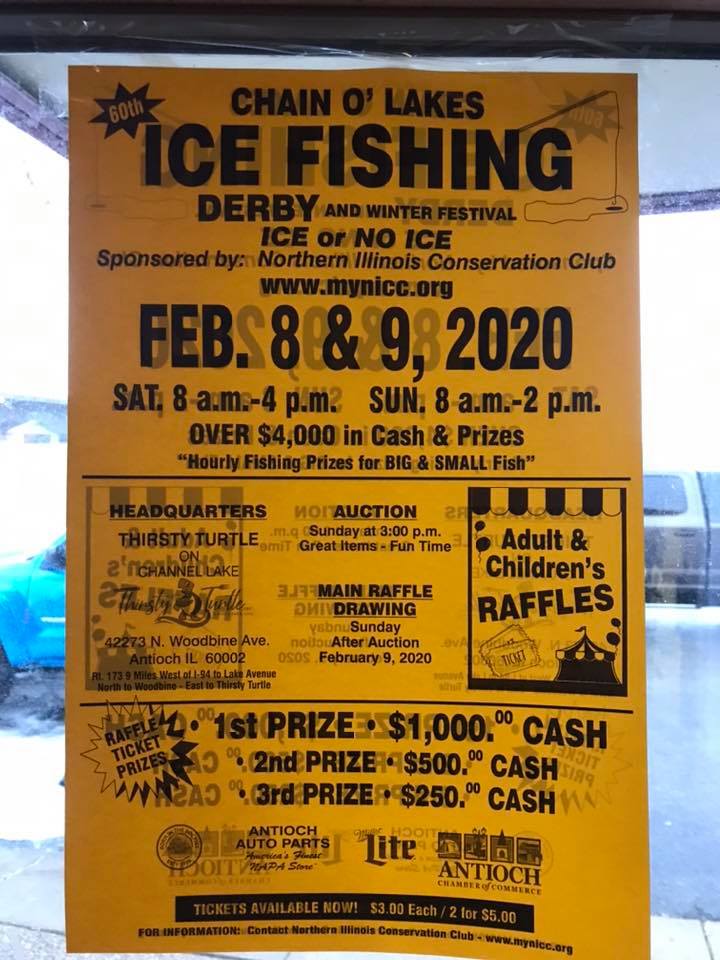 60th
CHAIN O' LAKES
ICE FISHING
DERBY AND WINTER FESTIVAL
ICE or NO ICE
Sponsored by: Northern Illinois Conservation Club
www.mynicc.org
FEB. 8 & 9, 2020
SAT. 8 a.m.-4 p.m. SUN. 8 a.m.-2 p.m.
OVER $4,000 in Cash & Prizes
"Hourly Fishing Prizes for BIG & SMALL Fish"
HEADQUARTERS
THIRSTY TURTLE
ON
CHANNEL LAKE
Thirsty Turtle
42273 N. Woodbine Ave.
Antioch IL 60002
Rt. 173 9 Miles West of I-94 to Lake Avenue
North to Woodbine - East to Thirsty Turtle
AUCTION
Sunday at 3:00 p.m.
Great Items - Fun Time
MAIN RAFFLE
DRAWING
Sunday
After Auction
February 9, 2020
Adult &
Children's
RAFFLES
TICKET
RAFFLE
TICKET
PRIZES
• 1st PRIZE • $1,000.00 CASH
• 2nd PRIZE • $500.00 CASH
• 3rd PRIZE • $250.00 CASH
ANTIOCH
AUTO PARTS
America's Finest
NAPA Store
Miller
Lite
ANTIOCH
CHAMBER of COMMERCE
TICKETS AVAILABLE NOW! $3.00 Each / 2 for $5.00
FOR INFORMATION: Contact Northern Illinois Conservation Club - www.mynicc.org